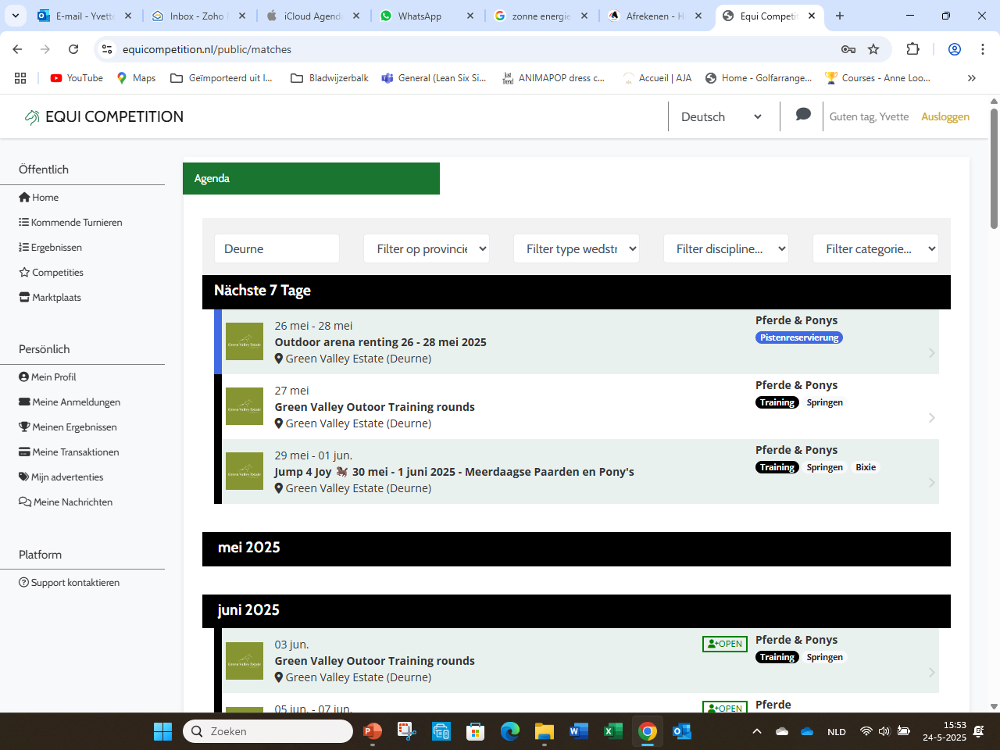 E-mail - Yvette
Inbox - Zoho
iCloud Agenda
WhatsApp
zonne energie
Afrekenen - H
Equi Competiti
equicompetition.nl/public/matches
YouTube
Maps
Geïmporteerd uit I...
Bladwijzerbalk
General (Lean Six Si...
ANIMAPOP dress c...
Accueil | AJA
Home - Golfarrange...
Courses - Anne Loo...
EQUI COMPETITION
Deutsch
Guten tag, Yvette
Ausloggen
Öffentlich
Home
Kommende Turnieren
Ergebnissen
Competities
Marktplaats
Persönlich
Mein Profil
Meine Anmeldungen
Meinen Ergebnissen
Meine Transaktionen
Mijn advertenties
Meine Nachrichten
Platform
Support kontaktieren
Agenda
Deurne
Filter op provincie
Filter type wedstr
Filter discipline...
Filter categorie...
Nächste 7 Tage
26 mei - 28 mei
Outdoor arena renting 26 - 28 mei 2025
Green Valley Estate (Deurne)
Pferde & Ponys
Pistenreservierung
27 mei
Green Valley Outoor Training rounds
Green Valley Estate (Deurne)
Pferde & Ponys
Training Springen
29 mei - 01 jun.
Jump 4 Joy 🐎 30 mei - 1 juni 2025 - Meerdaagse Paarden en Pony's
Green Valley Estate (Deurne)
Pferde & Ponys
Training Springen Bixie
mei 2025
juni 2025
03 jun.
Green Valley Outoor Training rounds
Green Valley Estate (Deurne)
OPEN
Pferde & Ponys
Training Springen
05 jun. - 07 jun.
OPEN
Pferde
Zoeken
NLD
15:53
24-5-2025